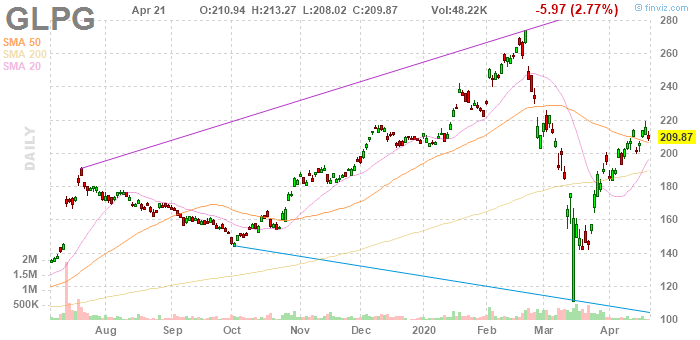 GLPG Apr 21 O:210.94 H:213.27 L:208.02 C:209.87 Vol:48.22K -5.97 (2.77%) © finviz.com
SMA 50
SMA 200
SMA 20
DAILY
280
260
240
220
209.87
200
180
160
140
120
100
2M
1.5M
1M
500K
Aug Sep Oct Nov Dec 2020 Feb Mar Apr